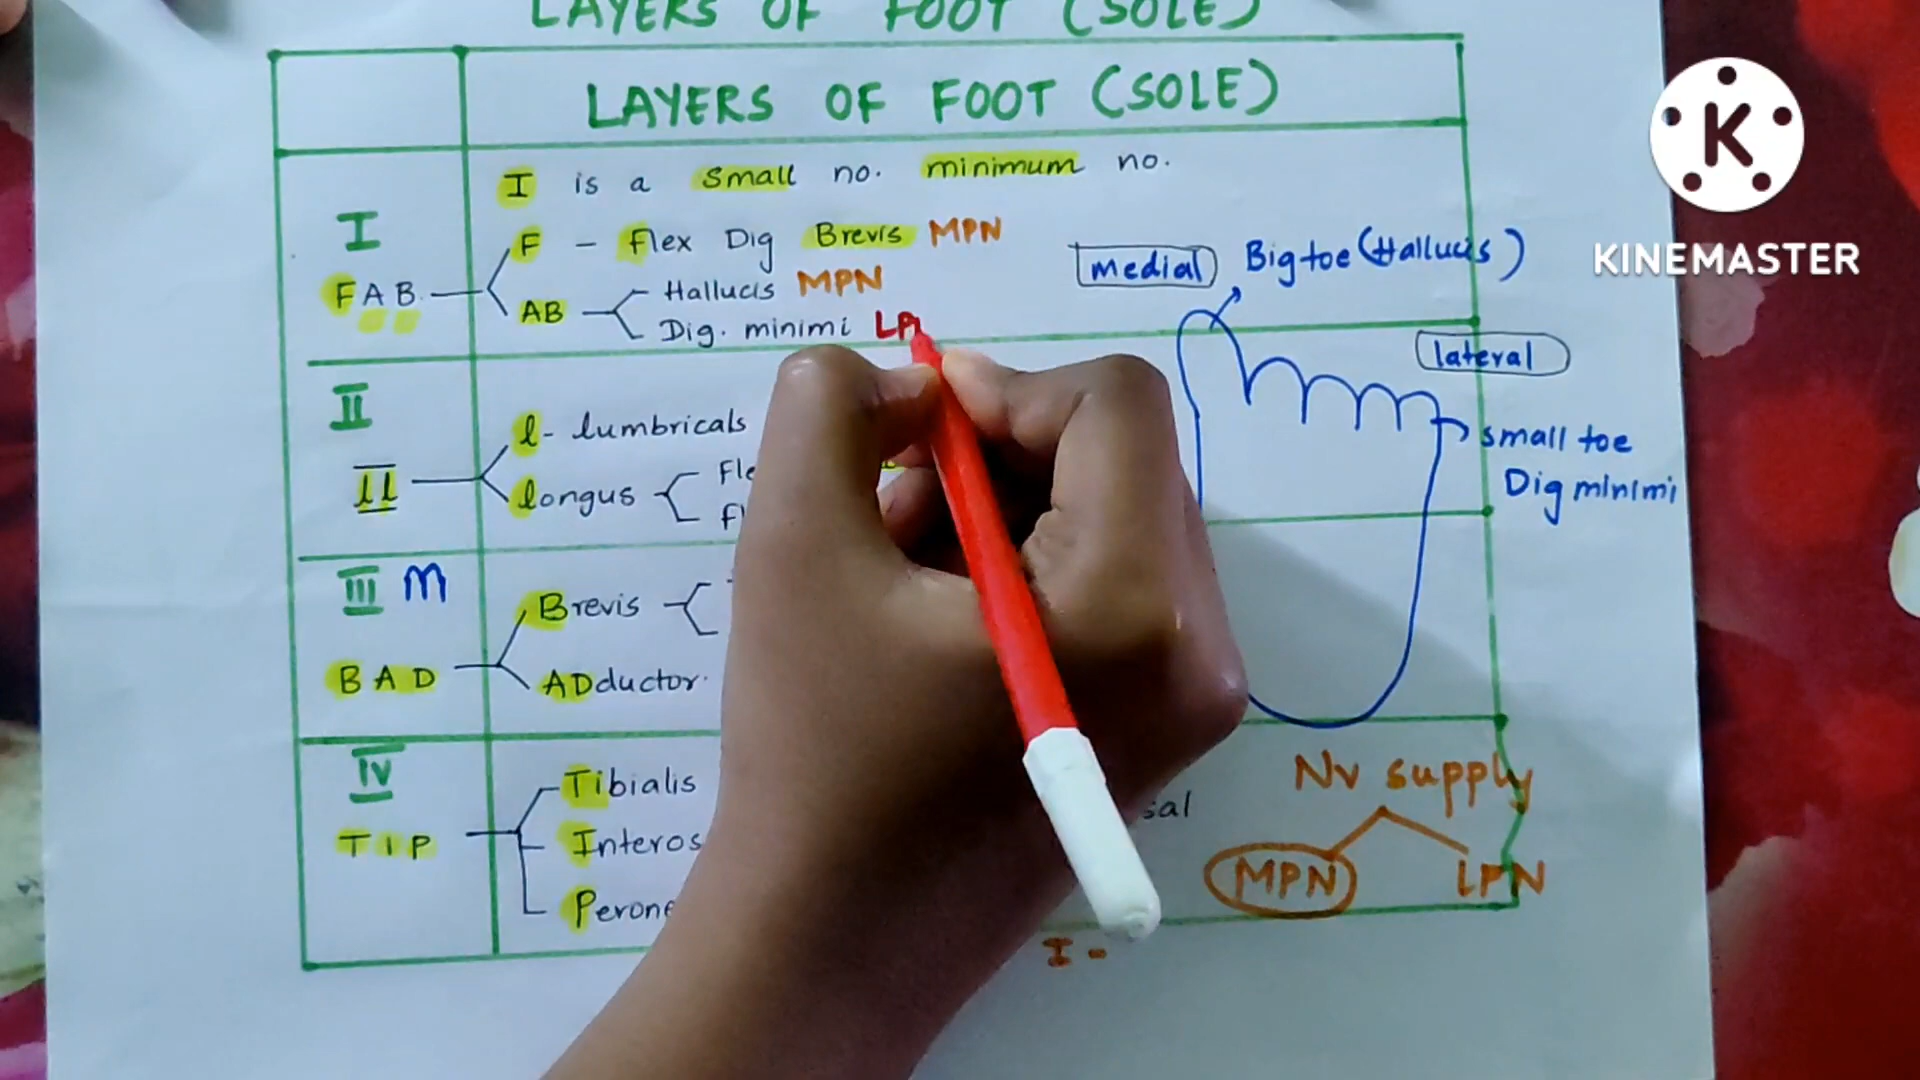 LAYERS OF FOOT (SOLE)
LAYERS OF FOOT (SOLE)
I is a small no. minimum no.
I
FAB
F - Flex Dig Brevis MPN
AB
Hallucis MPN
Dig. minimi LP
II
ll
l- lumbricals
longus
Fle
fl
III m
BAD
Brevis
ADductor
IV
TIP
Tibialis
Interos
Perone
sal
medial
Big toe (Hallucis)
lateral
small toe
Dig minimi
Nv supply
MPN LPN
I -
K
KINEMASTER